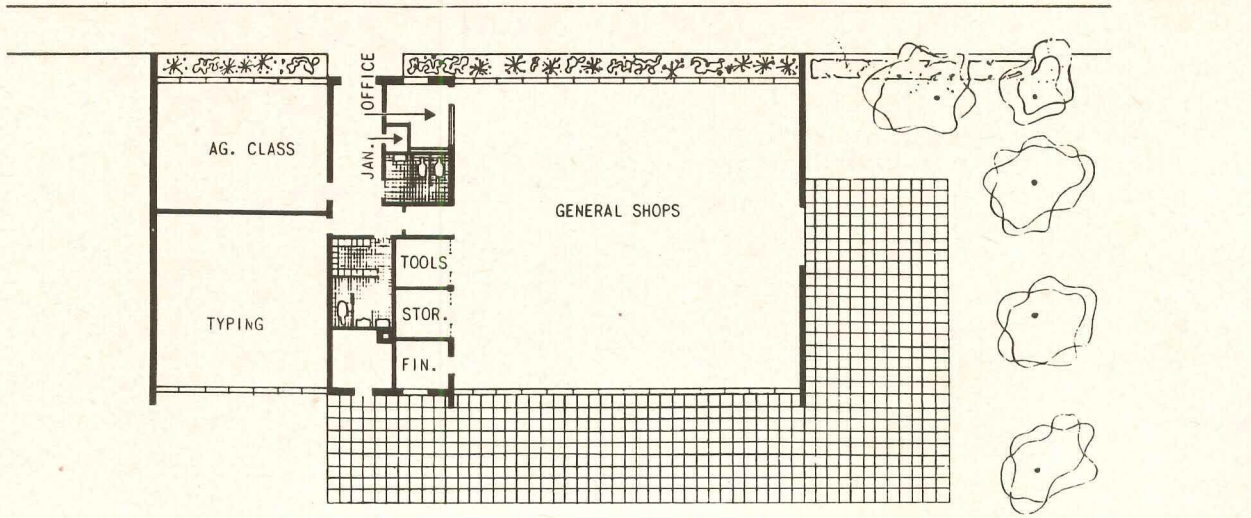 OFFICE
JAN.
AG. CLASS
GENERAL SHOPS
TOOLS
STOR.
TYPING
FIN.